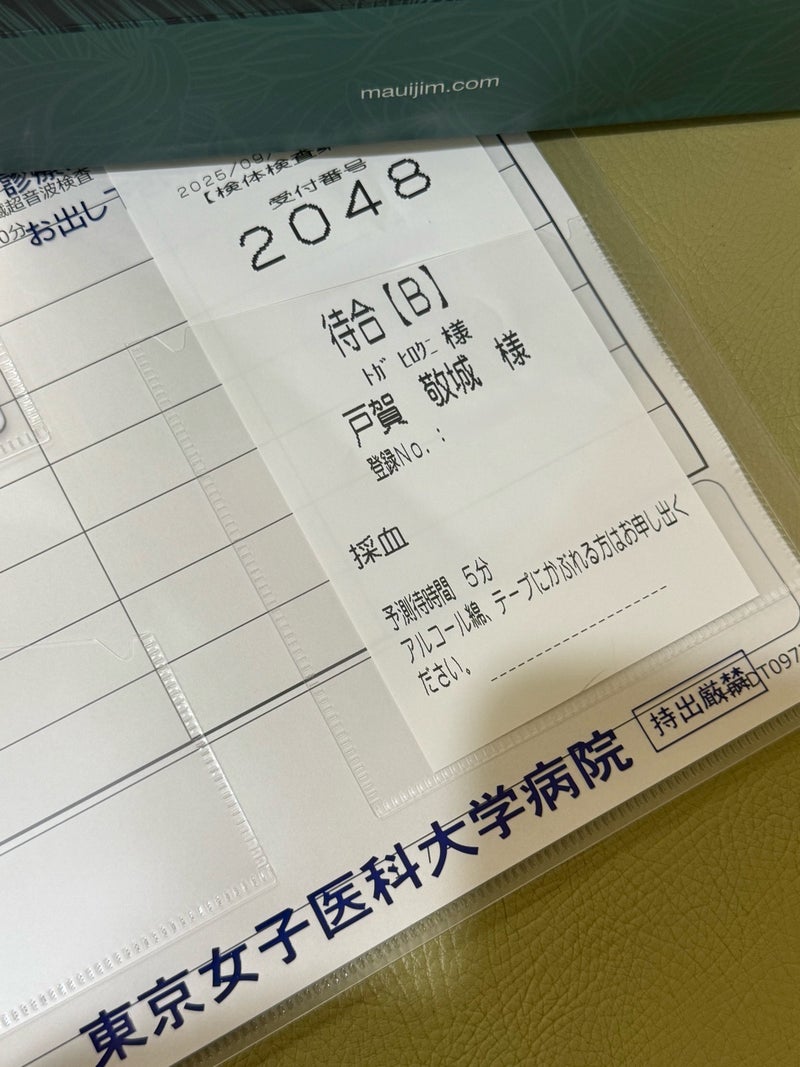 mauijim.com
診療
超音波検査
0分
お出し
2025/09/
【検体検査
受付番号
2048
待合【B】
トガ ヒロクニ 様
戸賀 敬城 様
登録No.:
採血
予測待時間 5分
アルコール綿、テープにかぶれる方はお申し出く
ださい。
持出厳禁
DT097
東京女子医科大学病院